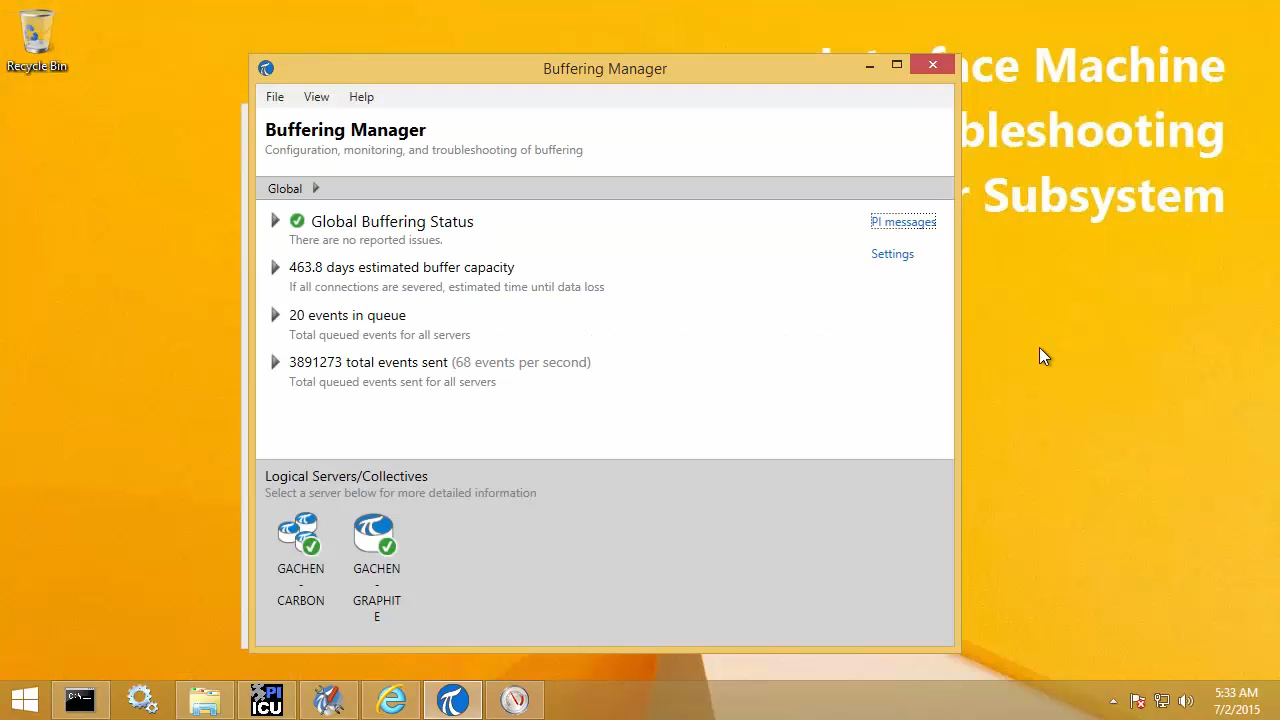 Recycle Bin
Interface Machine
bleshooting
r Subsystem
Buffering Manager
File View Help
Buffering Manager
Configuration, monitoring, and troubleshooting of buffering
Global
Global Buffering Status
There are no reported issues.
PI messages
Settings
463.8 days estimated buffer capacity
If all connections are severed, estimated time until data loss
20 events in queue
Total queued events for all servers
3891273 total events sent (68 events per second)
Total queued events sent for all servers
Logical Servers/Collectives
Select a server below for more detailed information
GACHEN
-
CARBON
GACHEN
-
GRAPHIT
E
C:\.
PI
ICU
5:33 AM
7/2/2015